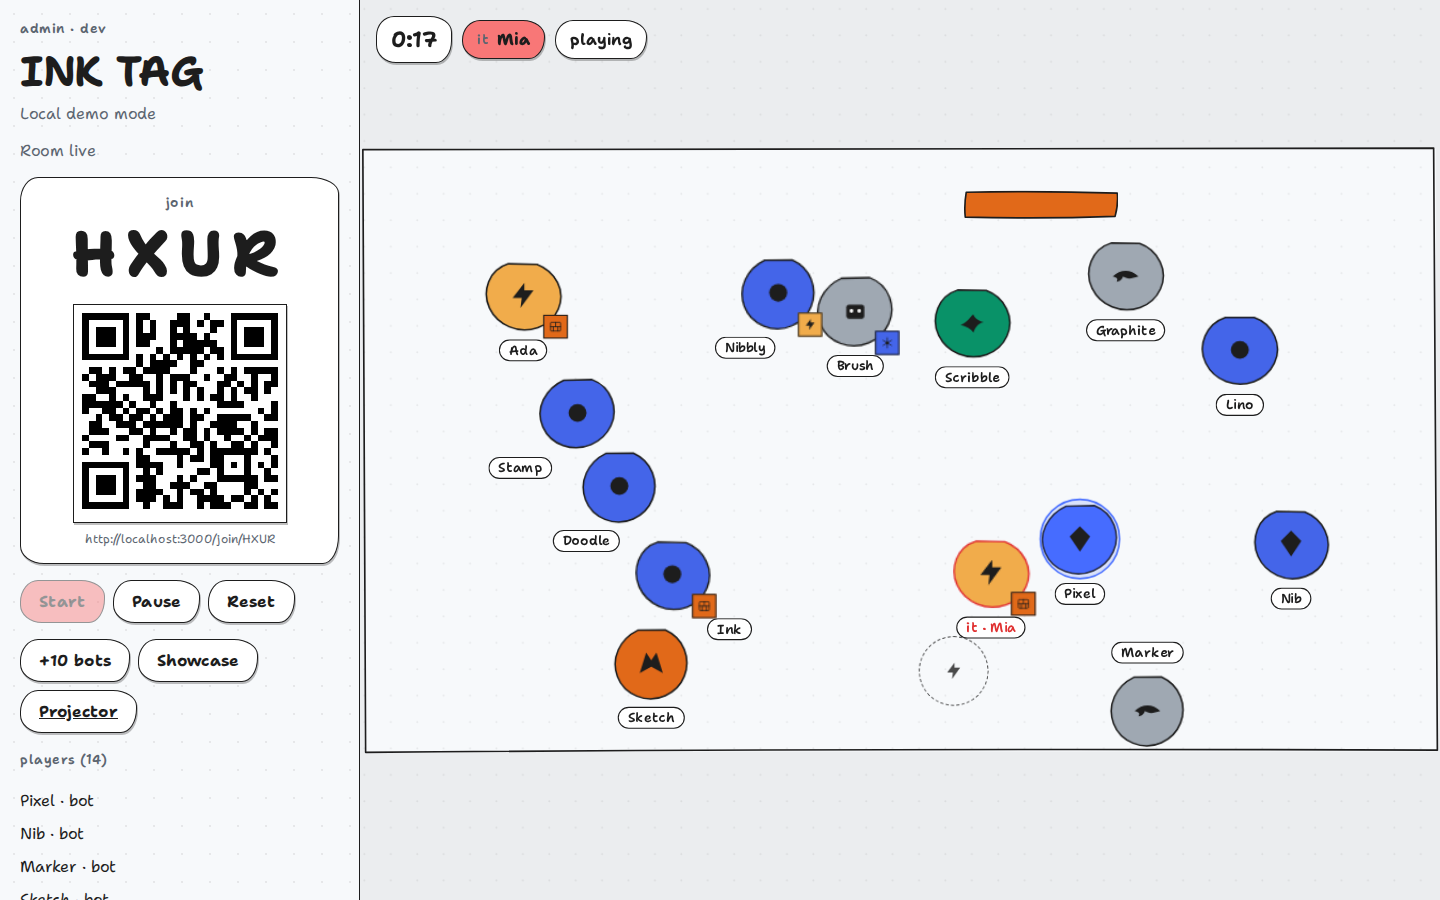 admin · dev
INK TAG
Local demo mode
Room live
join
HXUR
http://localhost:3000/join/HXUR
Start
Pause
Reset
+10 bots
Showcase
Projector
players (14)
Pixel · bot
Nib · bot
Marker · bot
Sketch · bot
0:17
it Mia
playing
Ada
Nibbly
Brush
Scribble
Graphite
Lino
Stamp
Doodle
Ink
Sketch
it · Mia
Pixel
Nib
Marker